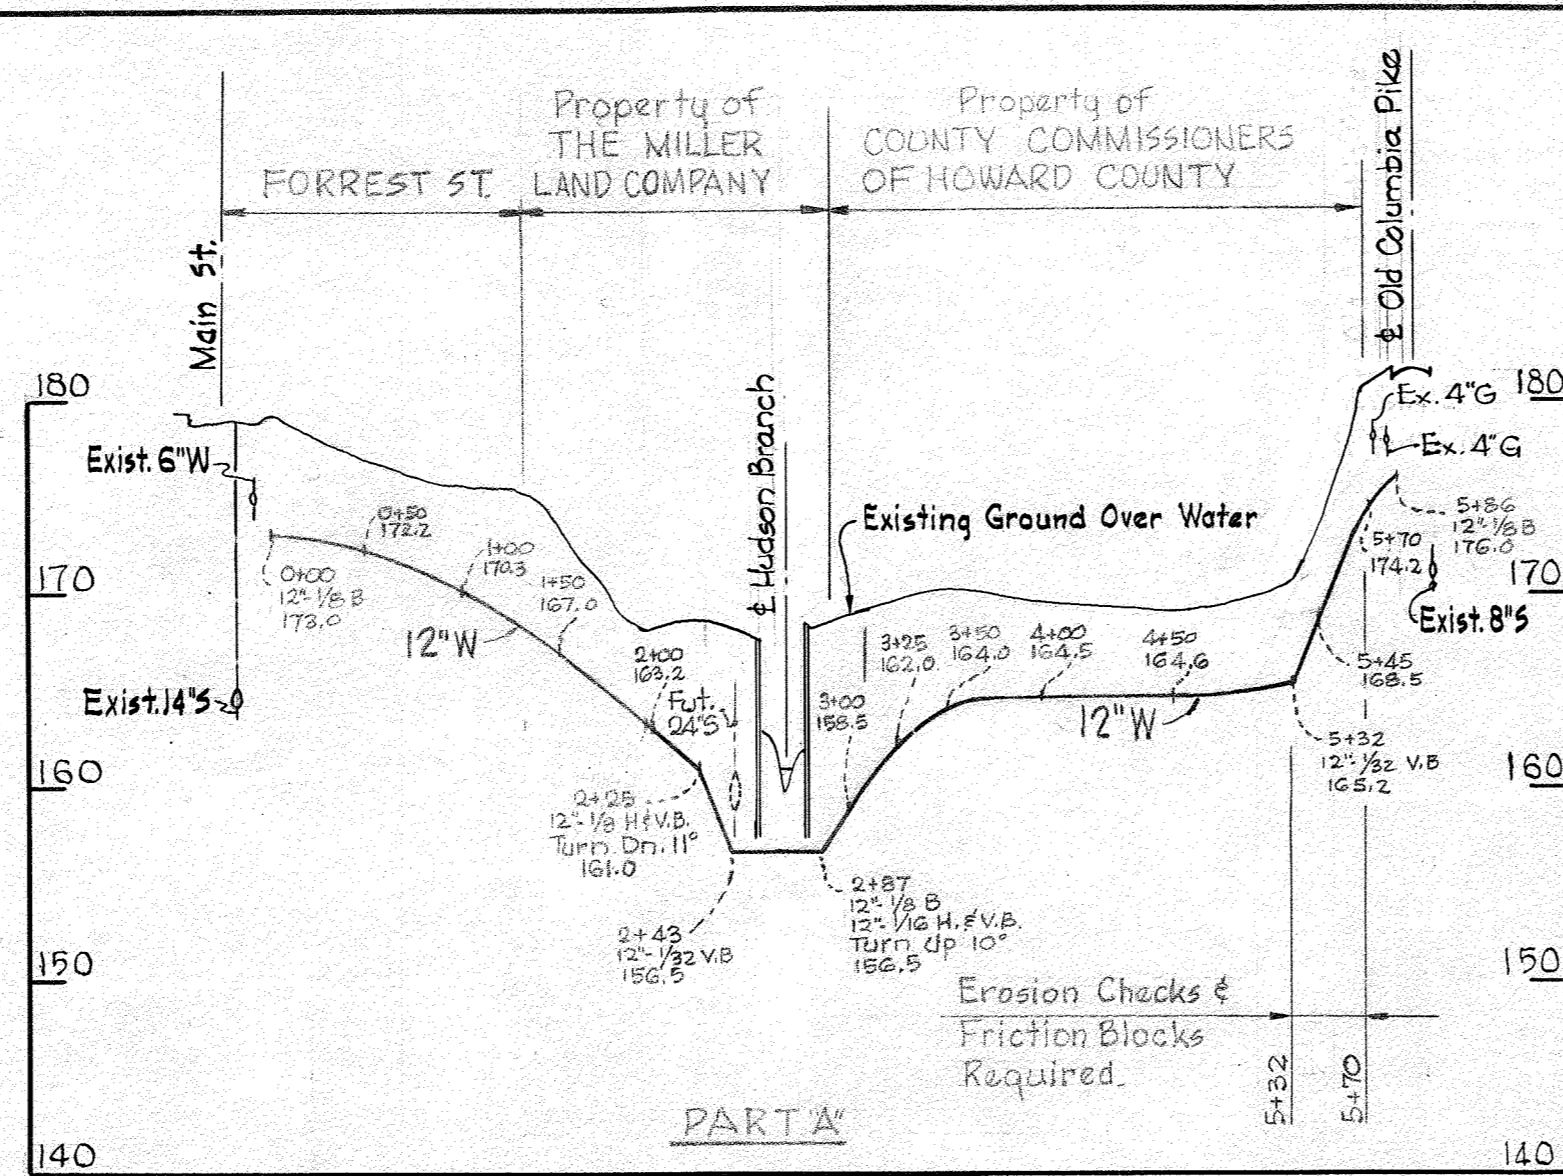 Property of
THE MILLER
LAND COMPANY
Property of
COUNTY COMMISSIONERS
OF HOWARD COUNTY
FORREST ST.
Main St.
℄ Old Columbia Pike
℄ Hudson Branch
180
180
Ex. 4"G
Ex. 4"G
Exist. 6"W
Existing Ground Over Water
0+50
172.2
1+00
170.3
1+50
167.0
5+86
12"-1/8 B
176.0
5+70
174.2
170
170
0+00
12"-1/8 B
173.0
12"W
Exist. 8"S
2+00
163.2
3+25
162.0
3+50
164.0
4+00
164.5
4+50
164.6
5+45
168.5
Exist. 14"S
Fut.
24"S
3+00
158.5
12"W
5+32
12"-1/32 V.B
165.2
160
160
2+25
12"-1/8 H&V.B.
Turn Dn. 11°
161.0
2+43
12"-1/32 V.B
156.5
2+87
12"-1/8 B
12"-1/16 H.&V.B.
Turn Up 10°
156.5
150
150
Erosion Checks &
Friction Blocks
Required.
5+32
5+70
PART "A"
140
140